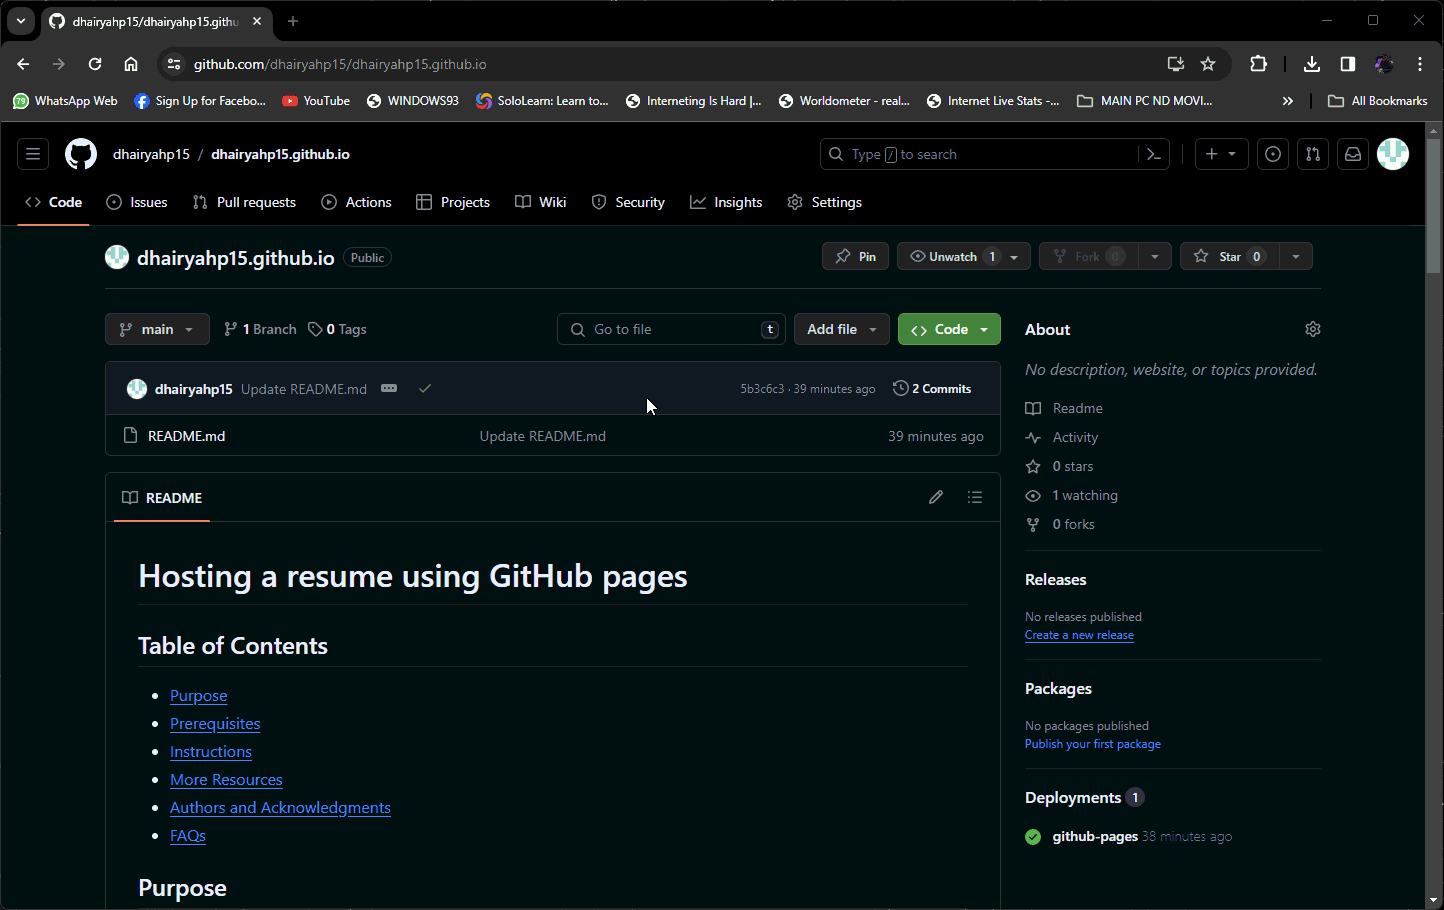 dhairyahp15/dhairyahp15.githu
github.com/dhairyahp15/dhairyahp15.github.io
79 WhatsApp Web
Sign Up for Facebo...
YouTube
WINDOWS93
SoloLearn: Learn to...
Interneting Is Hard |...
Worldometer - real...
Internet Live Stats -...
MAIN PC ND MOVI...
All Bookmarks
dhairyahp15 / dhairyahp15.github.io
Type / to search
Code
Issues
Pull requests
Actions
Projects
Wiki
Security
Insights
Settings
dhairyahp15.github.io Public
Pin
Unwatch 1
Fork 0
Star 0
main
1 Branch
0 Tags
Go to file t
Add file
Code
dhairyahp15 Update README.md
5b3c6c3 · 39 minutes ago
2 Commits
README.md
Update README.md
39 minutes ago
README
Hosting a resume using GitHub pages
Table of Contents
Purpose
Prerequisites
Instructions
More Resources
Authors and Acknowledgments
FAQs
Purpose
About
No description, website, or topics provided.
Readme
Activity
0 stars
1 watching
0 forks
Releases
No releases published
Create a new release
Packages
No packages published
Publish your first package
Deployments 1
github-pages 38 minutes ago